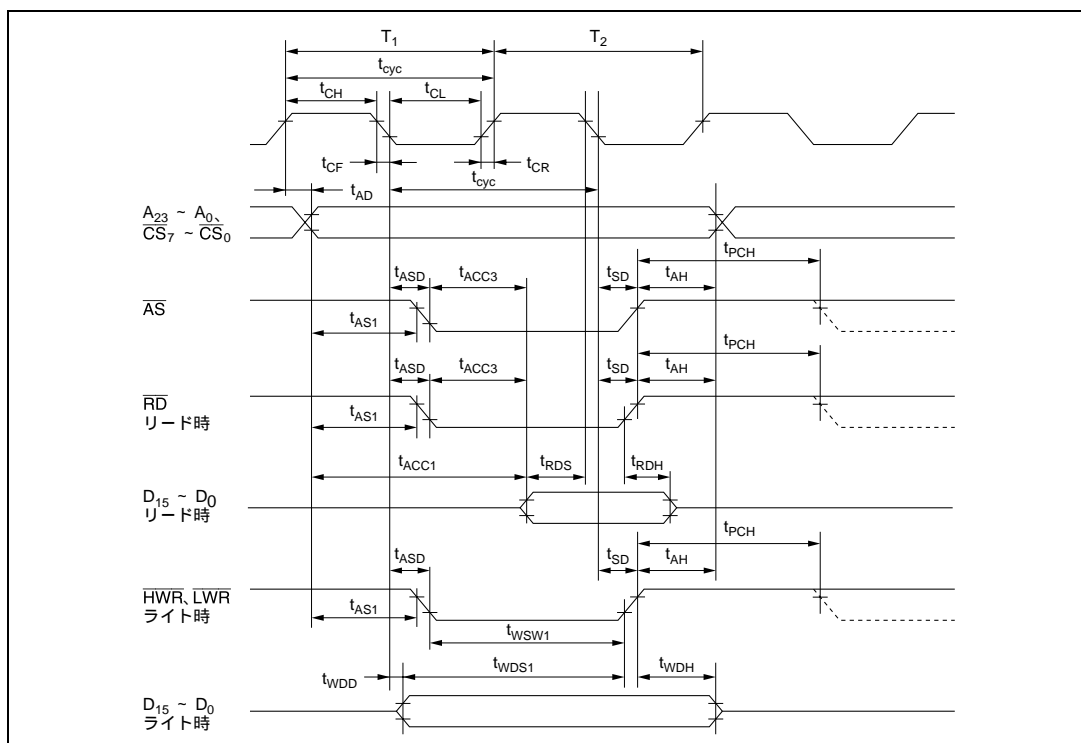 T1 T2
tcyc
tCH tCL
tCF tCR
tcyc
tAD
A23 ~ A0、
CS7 ~ CS0
tPCH
tASD tACC3 tSD tAH
AS
tAS1
tPCH
tASD tACC3 tSD tAH
RD
リード時
tAS1
tACC1 tRDS tRDH
D15 ~ D0
リード時
tPCH
tASD tSD tAH
HWR、LWR
ライト時
tAS1
tWSW1
tWDD tWDS1 tWDH
D15 ~ D0
ライト時